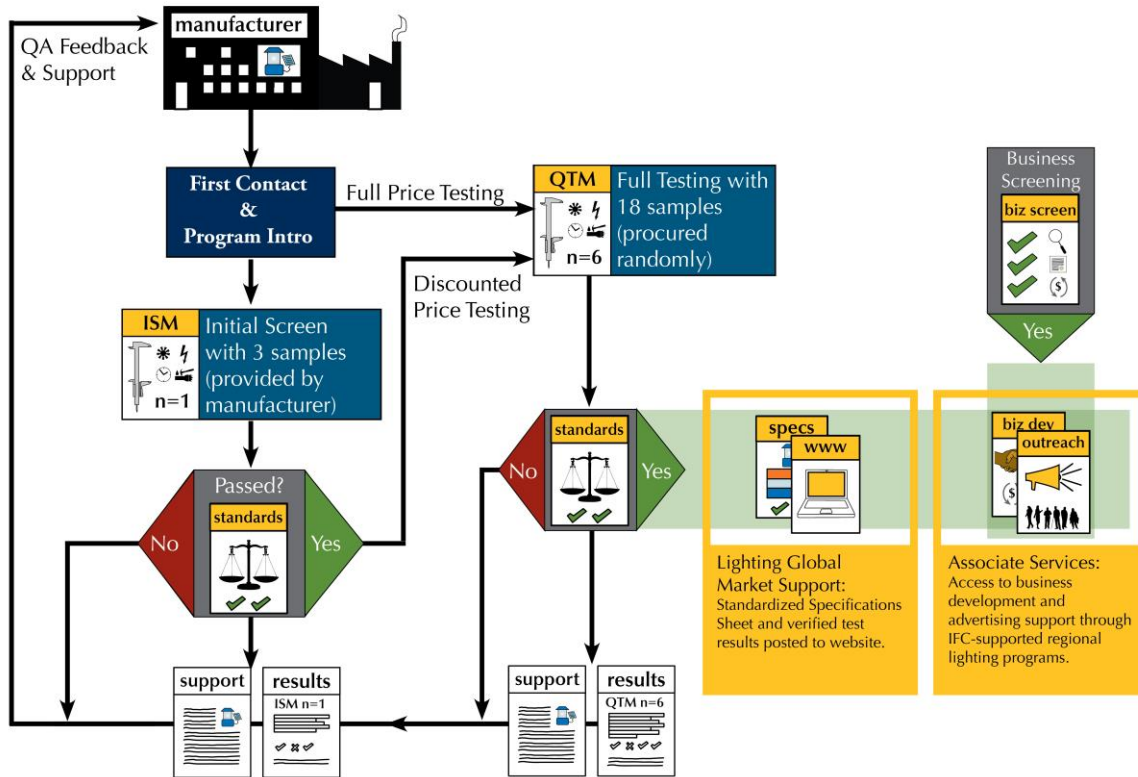 manufacturer
QA Feedback
& Support
First Contact
&
Program Intro
Full Price Testing
QTM
n=6
Full Testing with
18 samples
(procured
randomly)
Business
Screening
biz screen
$
Yes
Discounted
Price Testing
ISM
n=1
Initial Screen
with 3 samples
(provided by
manufacturer)
Passed?
standards
No
Yes
standards
No
Yes
specs
www
biz dev
$
outreach
Lighting Global
Market Support:
Standardized Specifications
Sheet and verified test
results posted to website.
Associate Services:
Access to business
development and
advertising support through
IFC-supported regional
lighting programs.
support
results
ISM n=1
support
results
QTM n=6